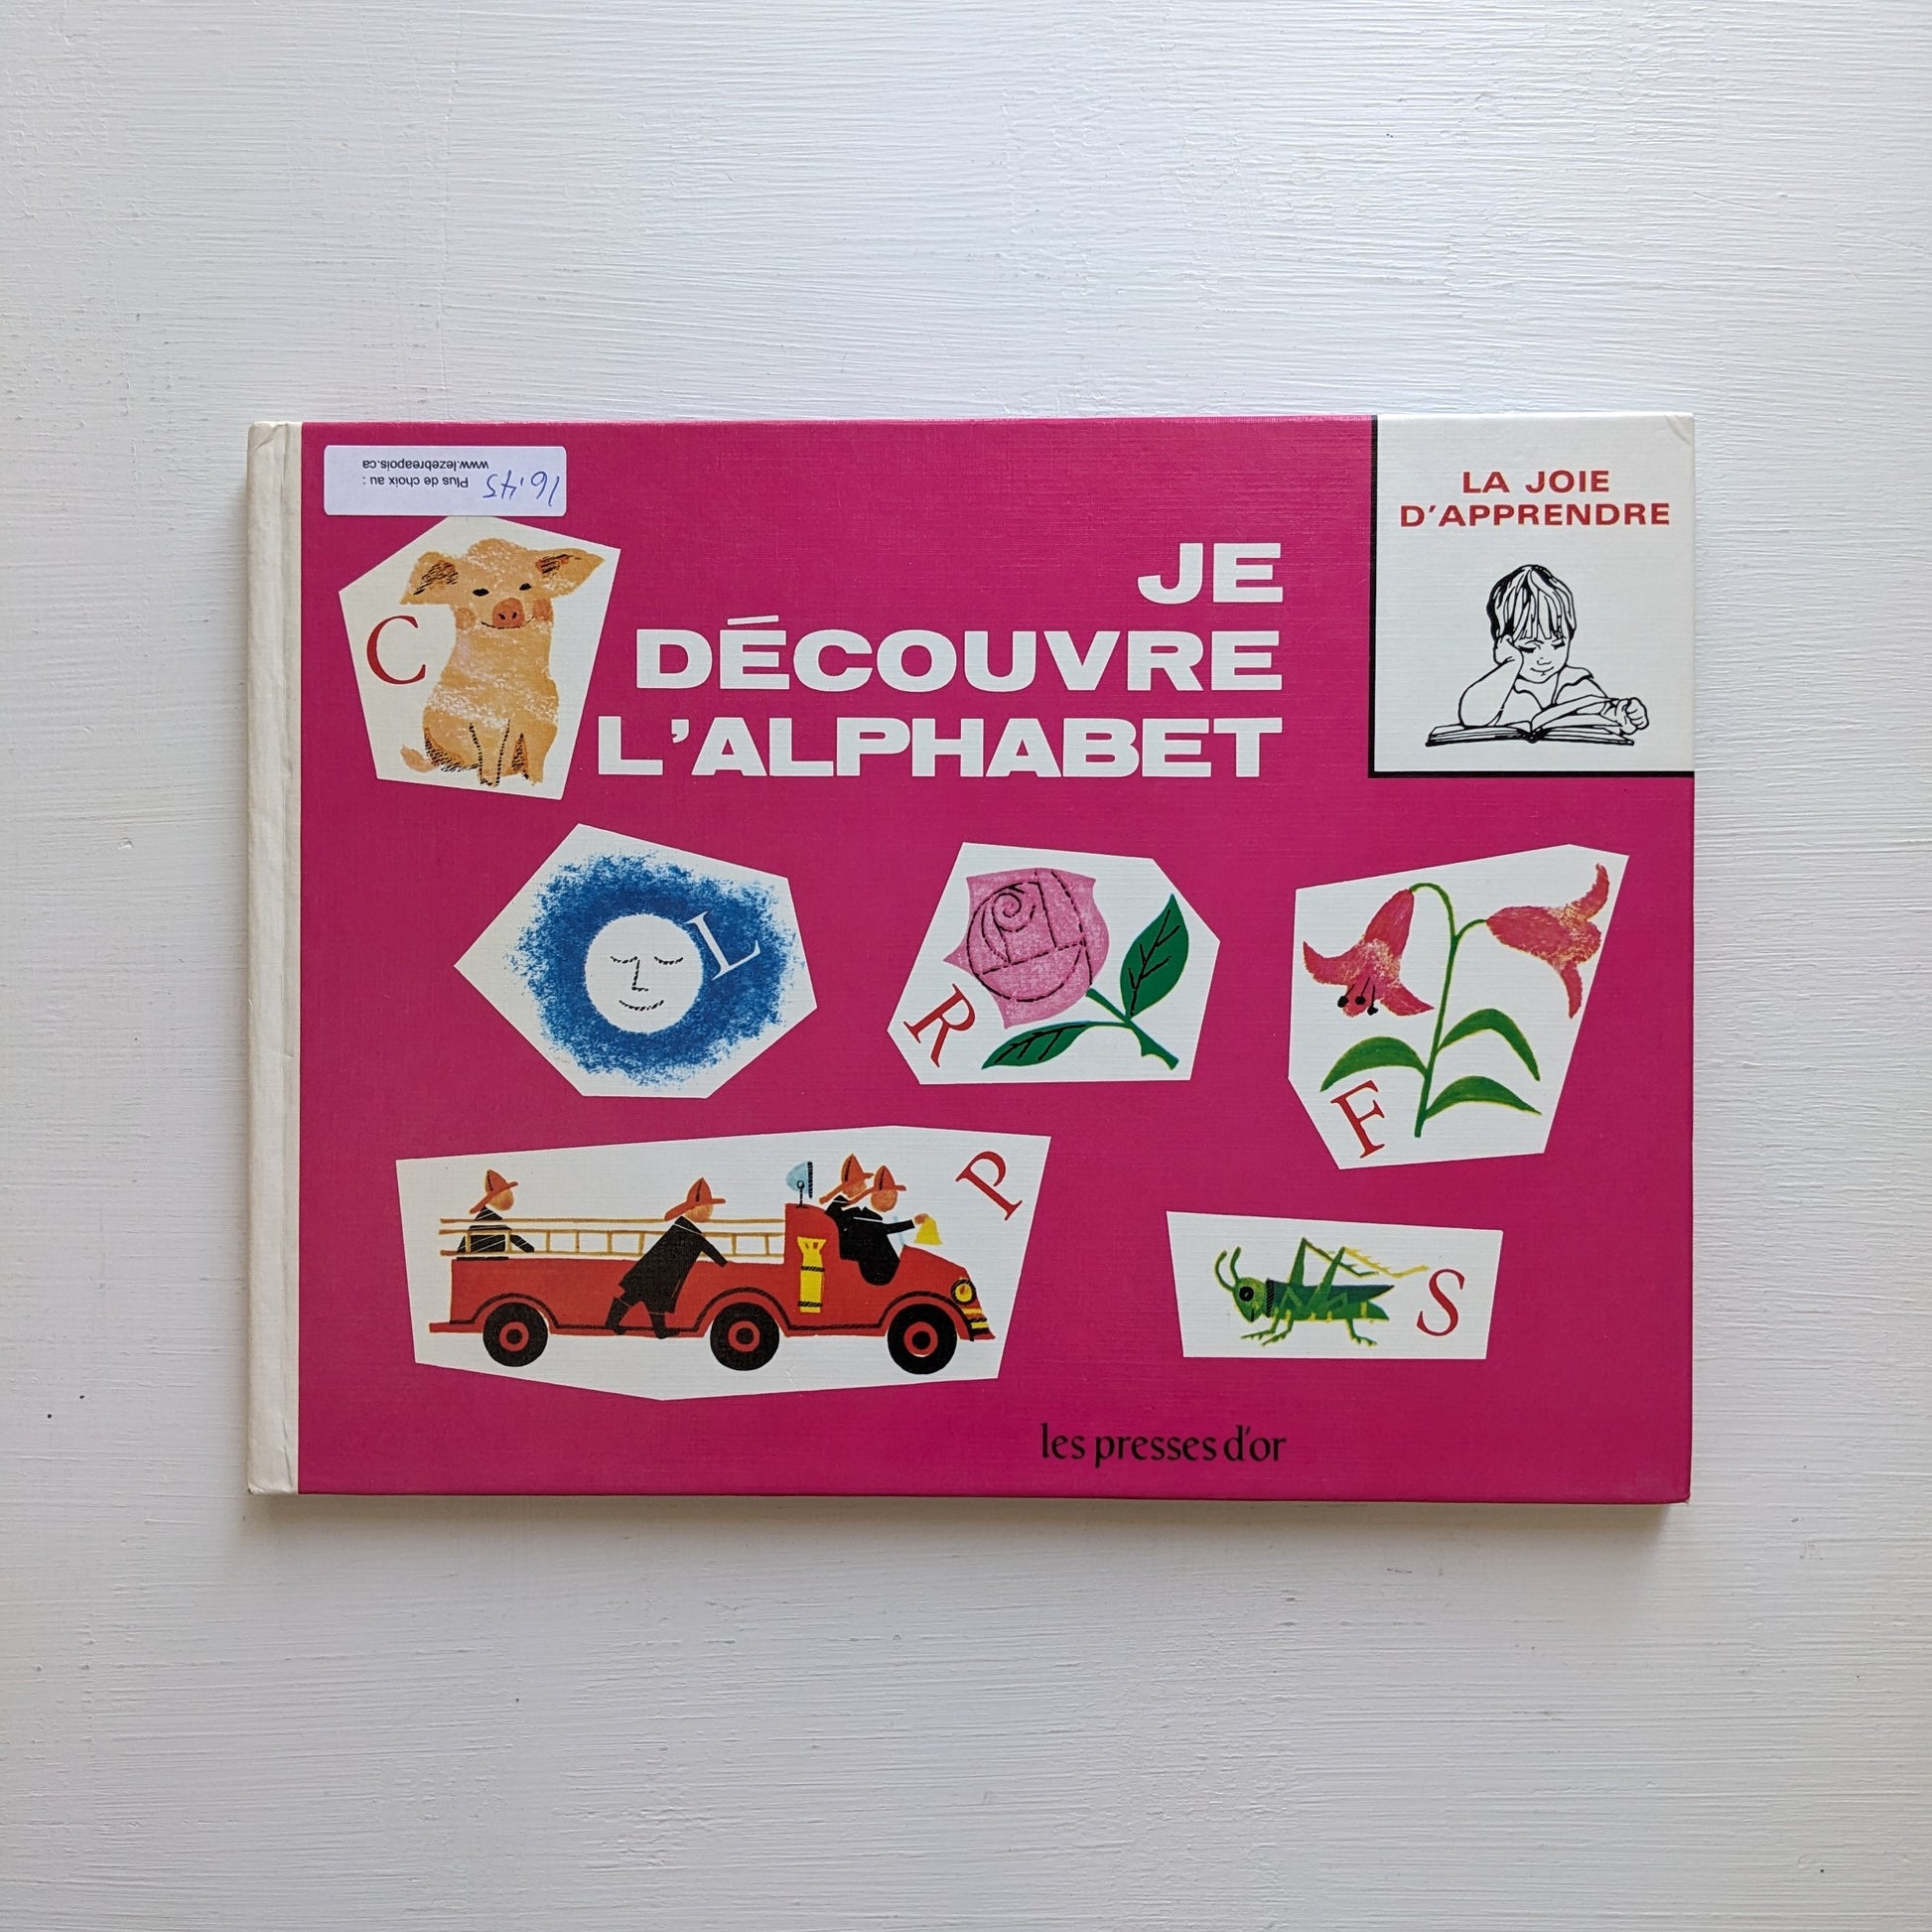 16.45
Plus de choix au :
www.lezebreapois.ca
LA JOIE
D'APPRENDRE
JE
DÉCOUVRE
L'ALPHABET
C
L
R
F
P
S
les presses d'or